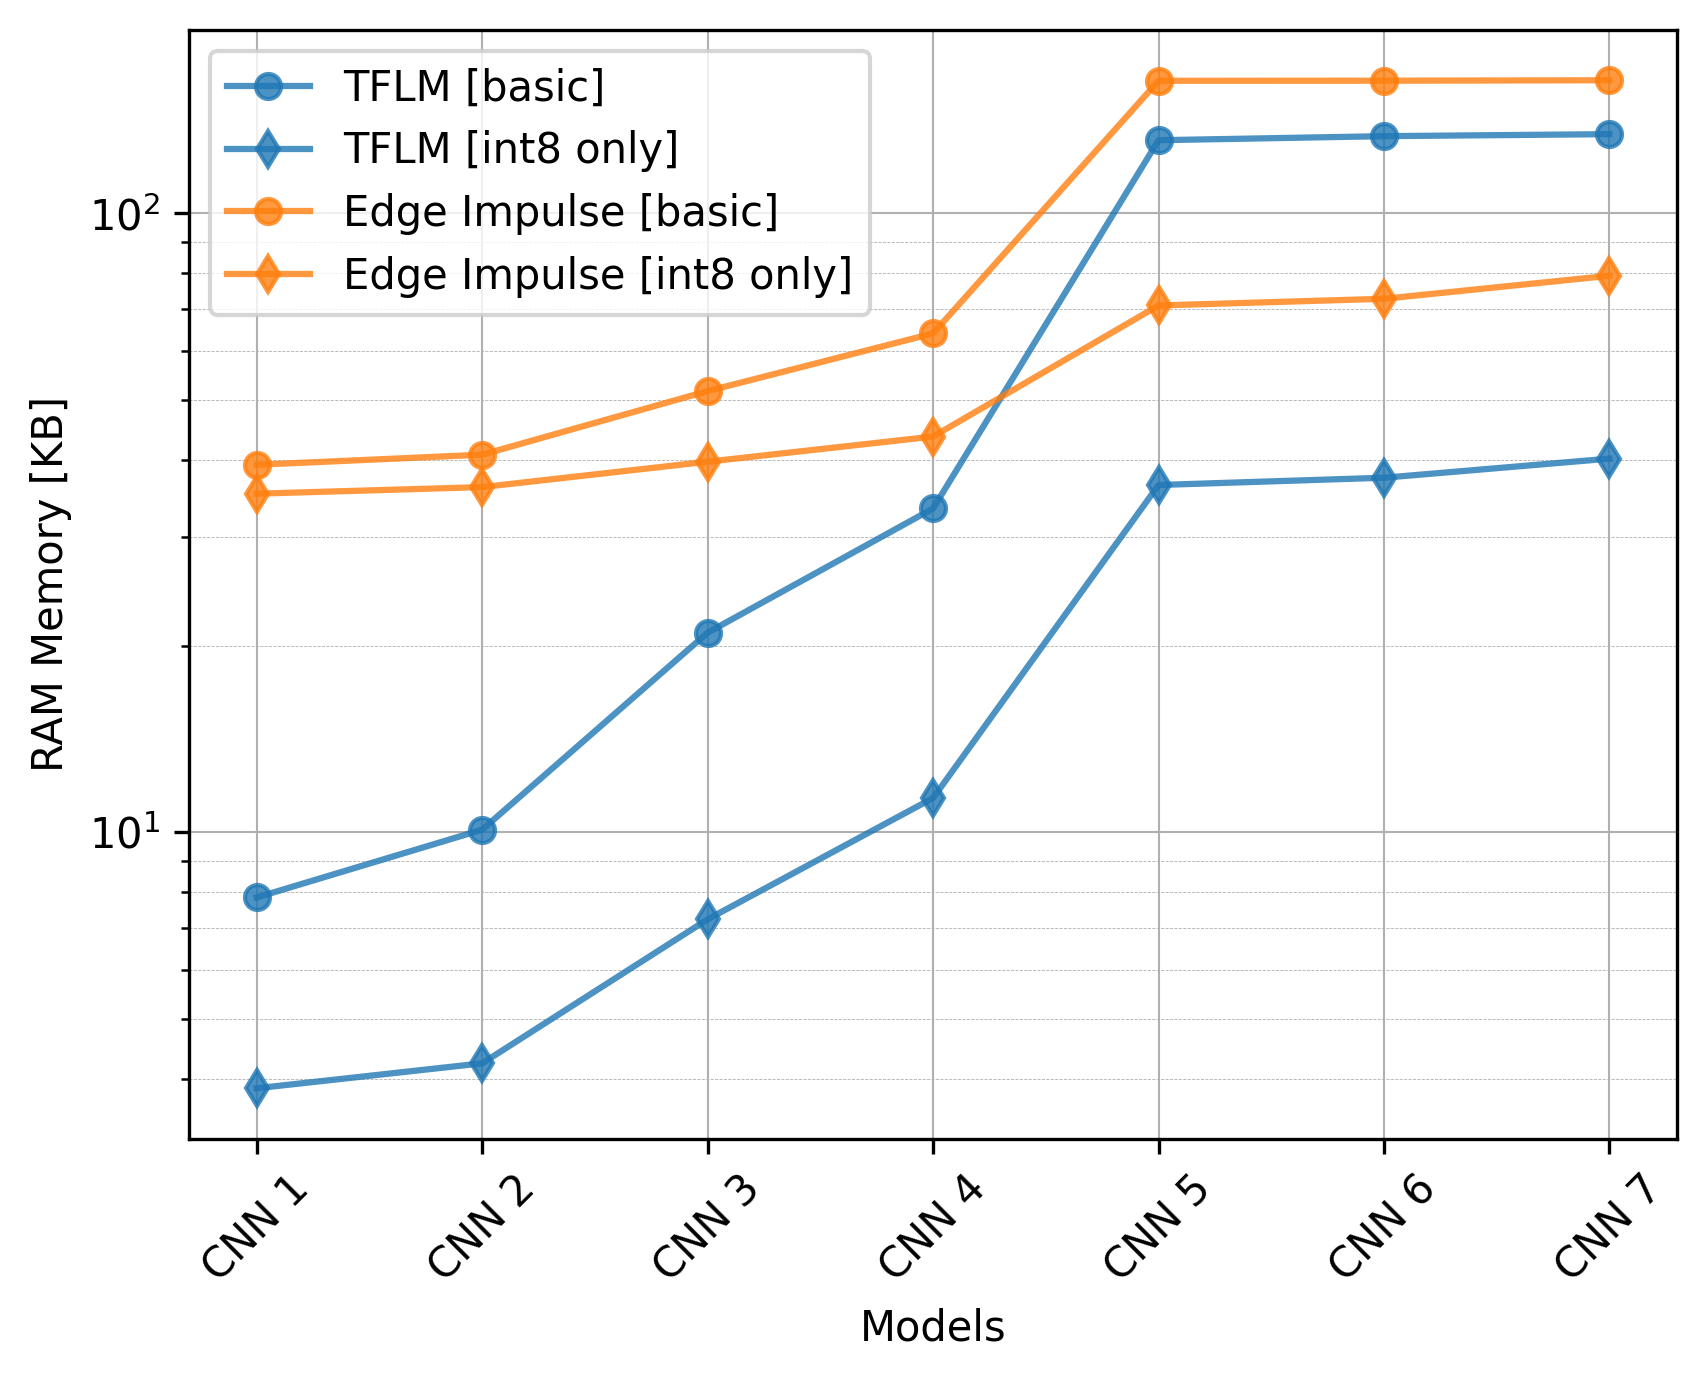 TFLM [basic]
TFLM [int8 only]
Edge Impulse [basic]
Edge Impulse [int8 only]
10²
10¹
RAM Memory [KB]
CNN 1
CNN 2
CNN 3
CNN 4
CNN 5
CNN 6
CNN 7
Models